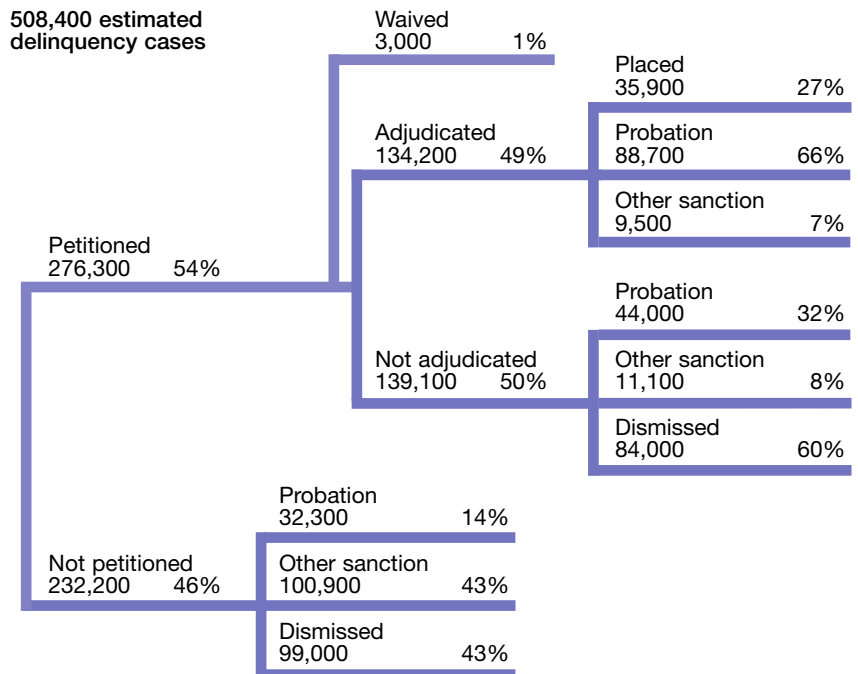 508,400 estimated
delinquency cases
Waived
3,000 1%
Placed
35,900 27%
Adjudicated
134,200 49%
Probation
88,700 66%
Other sanction
9,500 7%
Petitioned
276,300 54%
Probation
44,000 32%
Not adjudicated
139,100 50%
Other sanction
11,100 8%
Dismissed
84,000 60%
Probation
32,300 14%
Not petitioned
232,200 46%
Other sanction
100,900 43%
Dismissed
99,000 43%